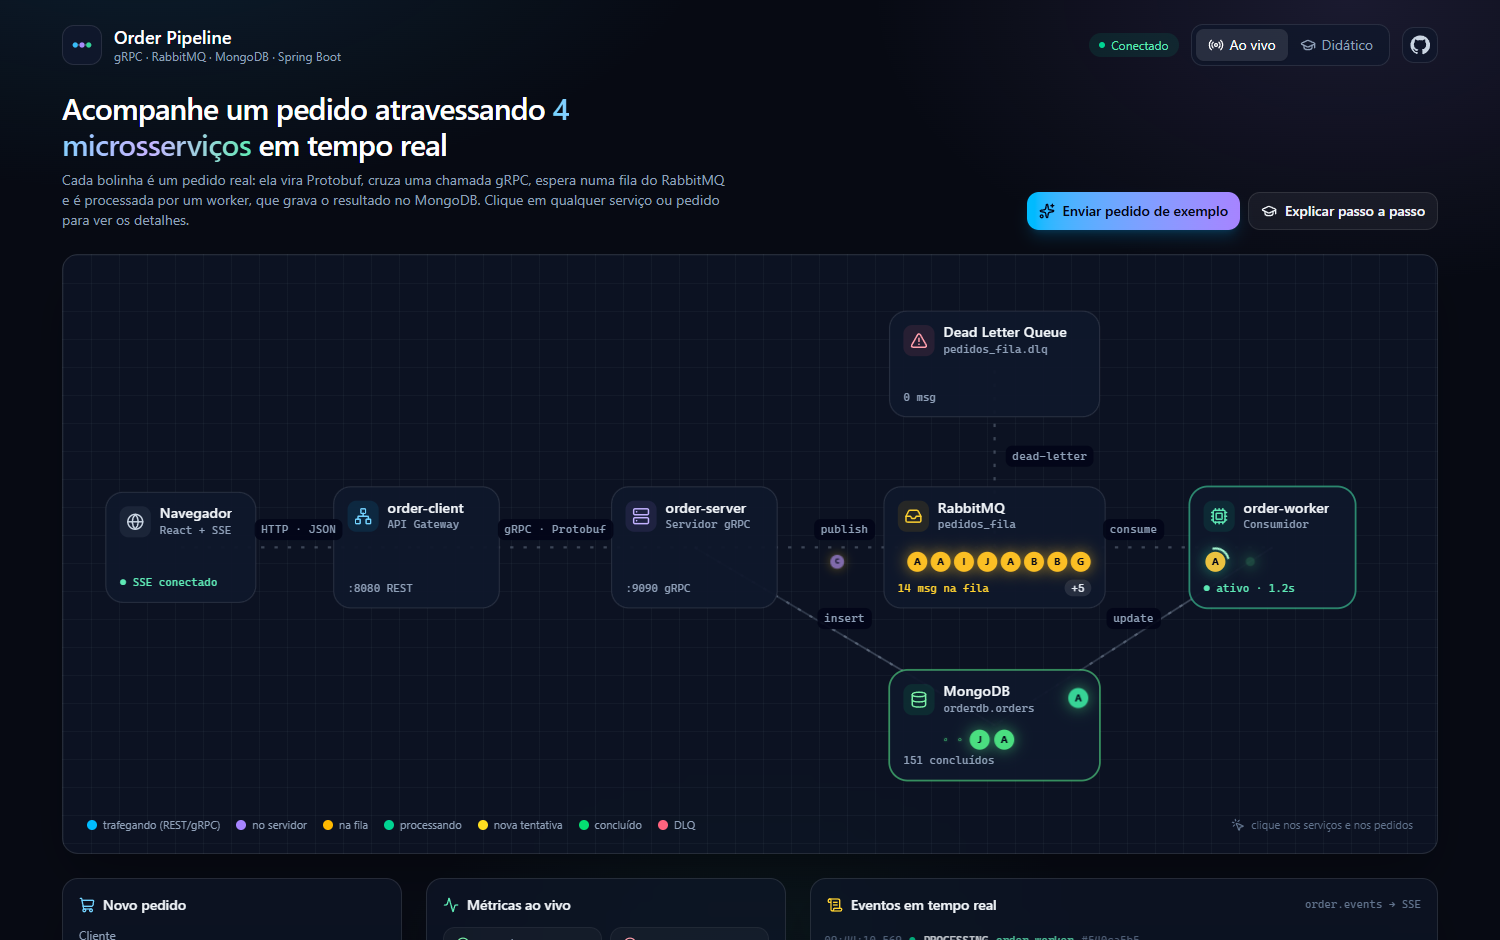 Order Pipeline
gRPC · RabbitMQ · MongoDB · Spring Boot
Conectado
Ao vivo
Didático
Acompanhe um pedido atravessando 4
microsserviços em tempo real
Cada bolinha é um pedido real: ela vira Protobuf, cruza uma chamada gRPC, espera numa fila do RabbitMQ
e é processada por um worker, que grava o resultado no MongoDB. Clique em qualquer serviço ou pedido
para ver os detalhes.
Enviar pedido de exemplo
Explicar passo a passo
Dead Letter Queue
pedidos_fila.dlq
0 msg
dead-letter
Navegador
React + SSE
SSE conectado
HTTP · JSON
order-client
API Gateway
:8080 REST
gRPC · Protobuf
order-server
Servidor gRPC
:9090 gRPC
publish
C
RabbitMQ
pedidos_fila
A A I J A B B G
14 msg na fila
+5
consume
order-worker
Consumidor
A
ativo · 1.2s
insert
update
MongoDB
orderdb.orders
A
J A
151 concluídos
trafegando (REST/gRPC)
no servidor
na fila
processando
nova tentativa
concluído
DLQ
clique nos serviços e nos pedidos
Novo pedido
Cliente
Métricas ao vivo
Eventos em tempo real
order.events → SSE
PROCESSING order-worker